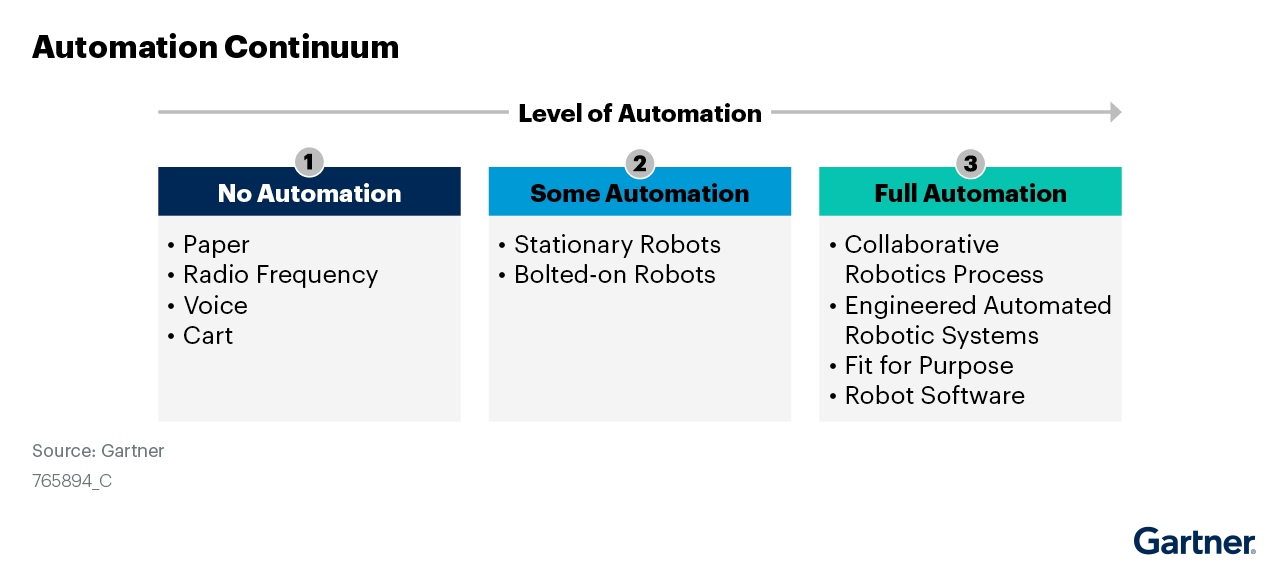 Automation Continuum
Level of Automation
1
No Automation
• Paper
• Radio Frequency
• Voice
• Cart
2
Some Automation
• Stationary Robots
• Bolted-on Robots
3
Full Automation
• Collaborative
Robotics Process
• Engineered Automated
Robotic Systems
• Fit for Purpose
• Robot Software
Source: Gartner
765894_C
Gartner®